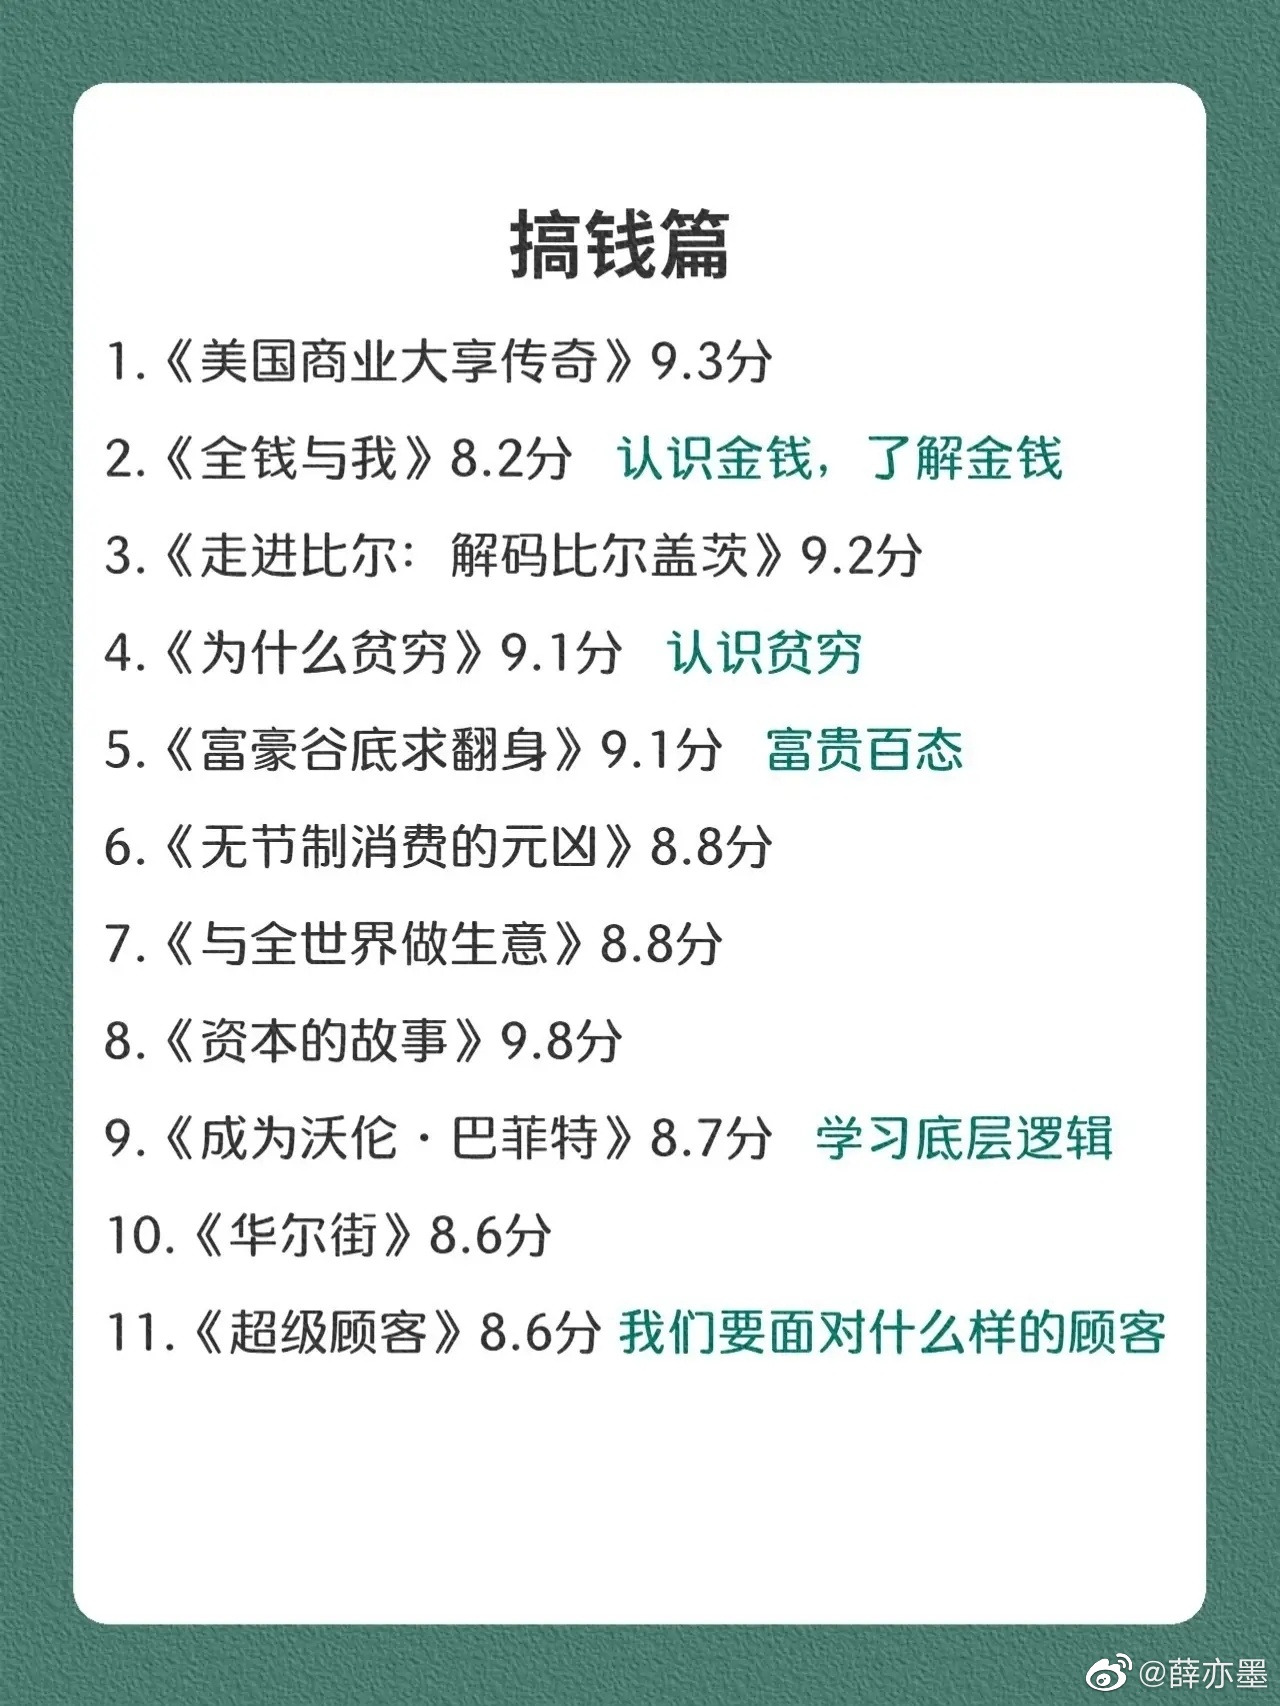 搞钱篇
1.《美国商业大享传奇》9.3分
2.《全钱与我》8.2分 认识金钱，了解金钱
3.《走进比尔：解码比尔盖茨》9.2分
4.《为什么贫穷》9.1分 认识贫穷
5.《富豪谷底求翻身》9.1分 富贵百态
6.《无节制消费的元凶》8.8分
7.《与全世界做生意》8.8分
8.《资本的故事》9.8分
9.《成为沃伦·巴菲特》8.7分 学习底层逻辑
10.《华尔街》8.6分
11.《超级顾客》8.6分 我们要面对什么样的顾客
@薛亦墨